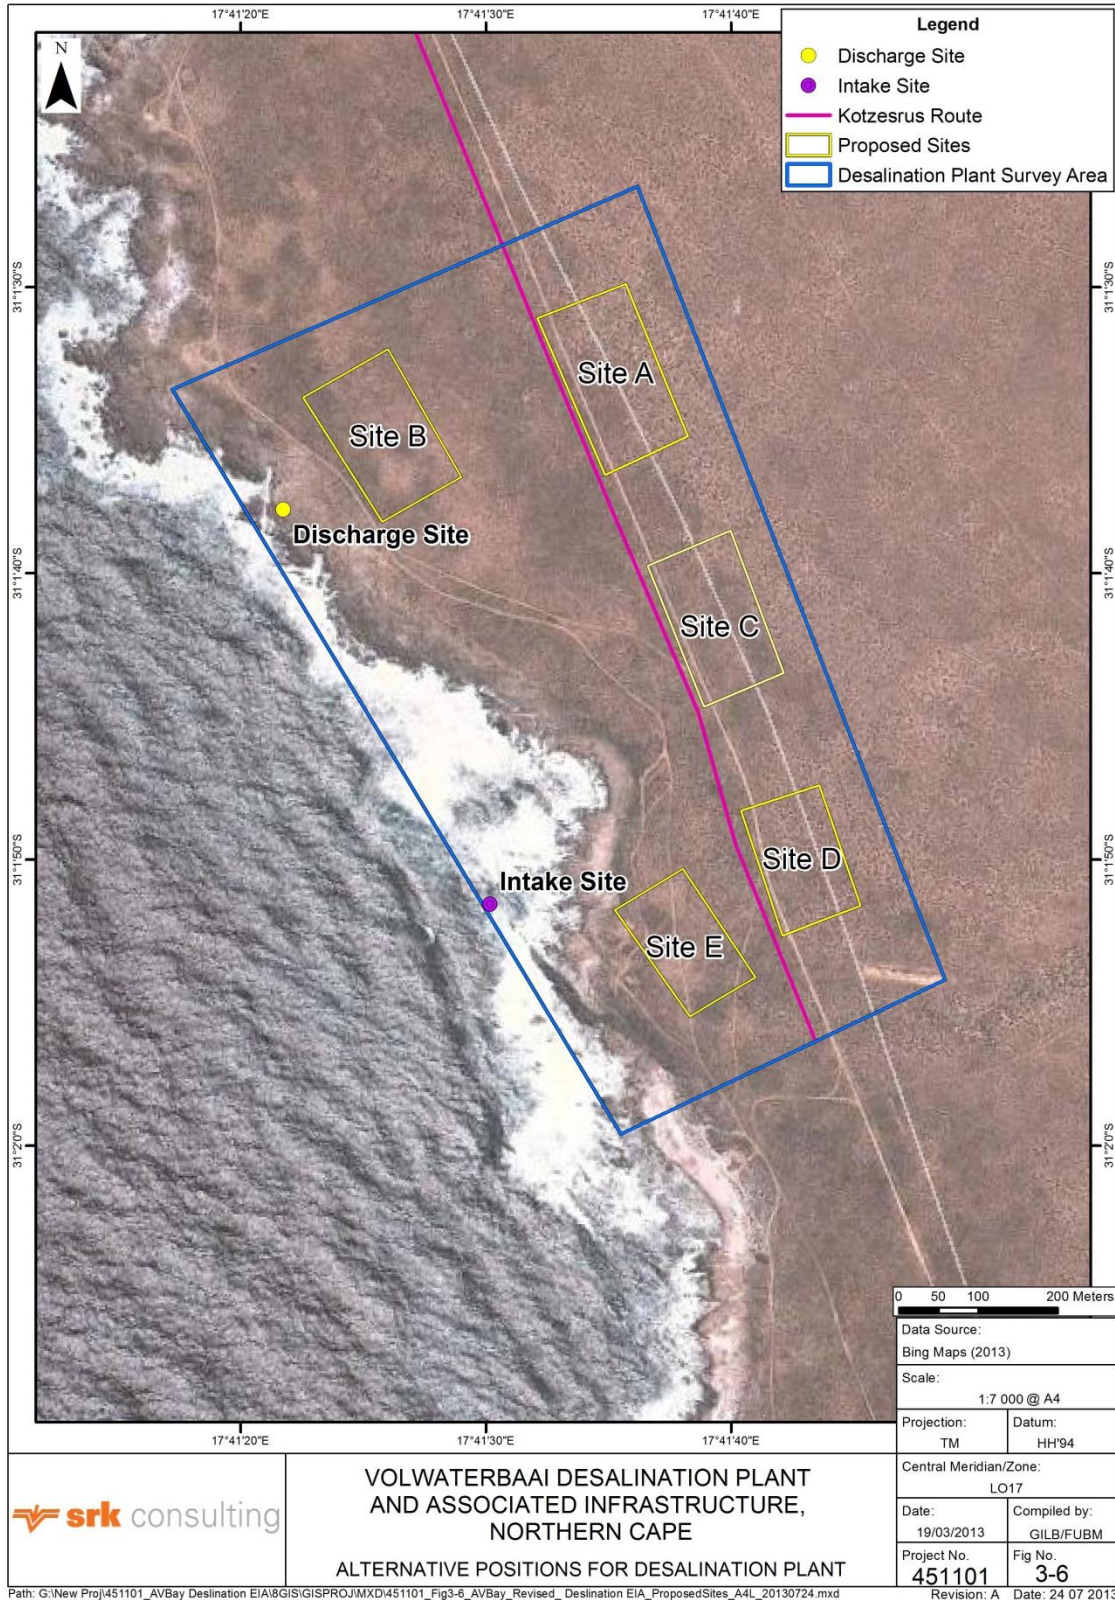 17°41'20"E
17°41'30"E
17°41'40"E
N
Legend
Discharge Site
Intake Site
Kotzesrus Route
Proposed Sites
Desalination Plant Survey Area
31°1'30"S
31°1'30"S
Site A
Site B
Discharge Site
31°1'40"S
31°1'40"S
Site C
31°1'50"S
31°1'50"S
Site D
Intake Site
Site E
31°2'0"S
31°2'0"S
0 50 100 200 Meters
Data Source:
Bing Maps (2013)
Scale:
1:7 000 @ A4
Projection: Datum:
TM HH'94
Central Meridian/Zone:
LO17
Date: Compiled by:
19/03/2013 GILB/FUBM
Project No. Fig No.
451101 3-6
17°41'20"E
17°41'30"E
17°41'40"E
srk consulting
VOLWATERBAAI DESALINATION PLANT
AND ASSOCIATED INFRASTRUCTURE,
NORTHERN CAPE
ALTERNATIVE POSITIONS FOR DESALINATION PLANT
Path: G:\New Proj\451101_AVBay Deslination EIA\8GIS\GISPROJ\MXD\451101_Fig3-6_AVBay_Revised_ Deslination EIA_ProposedSites_A4L_20130724.mxd
Revision: A Date: 24 07 2013